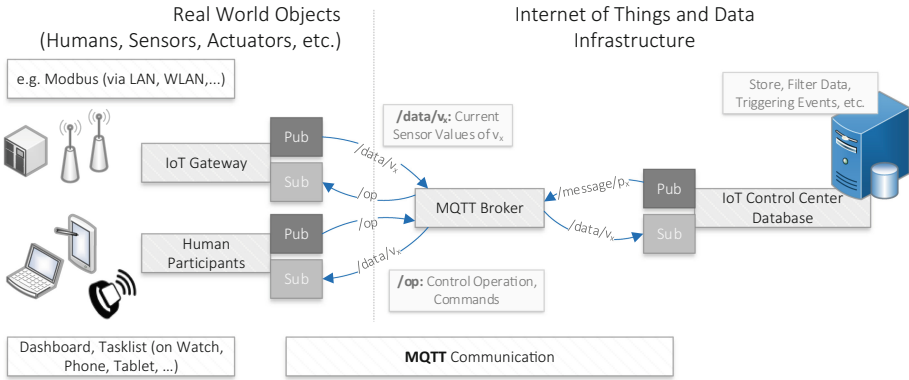 Real World Objects
(Humans, Sensors, Actuators, etc.)
Internet of Things and Data
Infrastructure
e.g. Modbus (via LAN, WLAN,...)
/data/vₓ: Current
Sensor Values of vₓ
Store, Filter Data,
Triggering Events, etc.
IoT Gateway
Pub
Sub
/data/vₓ
/op
Human
Participants
Pub
Sub
/op
/data/vₓ
MQTT Broker
/message/pₓ
/data/vₓ
Pub
Sub
IoT Control Center
Database
/op: Control Operation,
Commands
Dashboard, Tasklist (on Watch,
Phone, Tablet, ...)
MQTT Communication